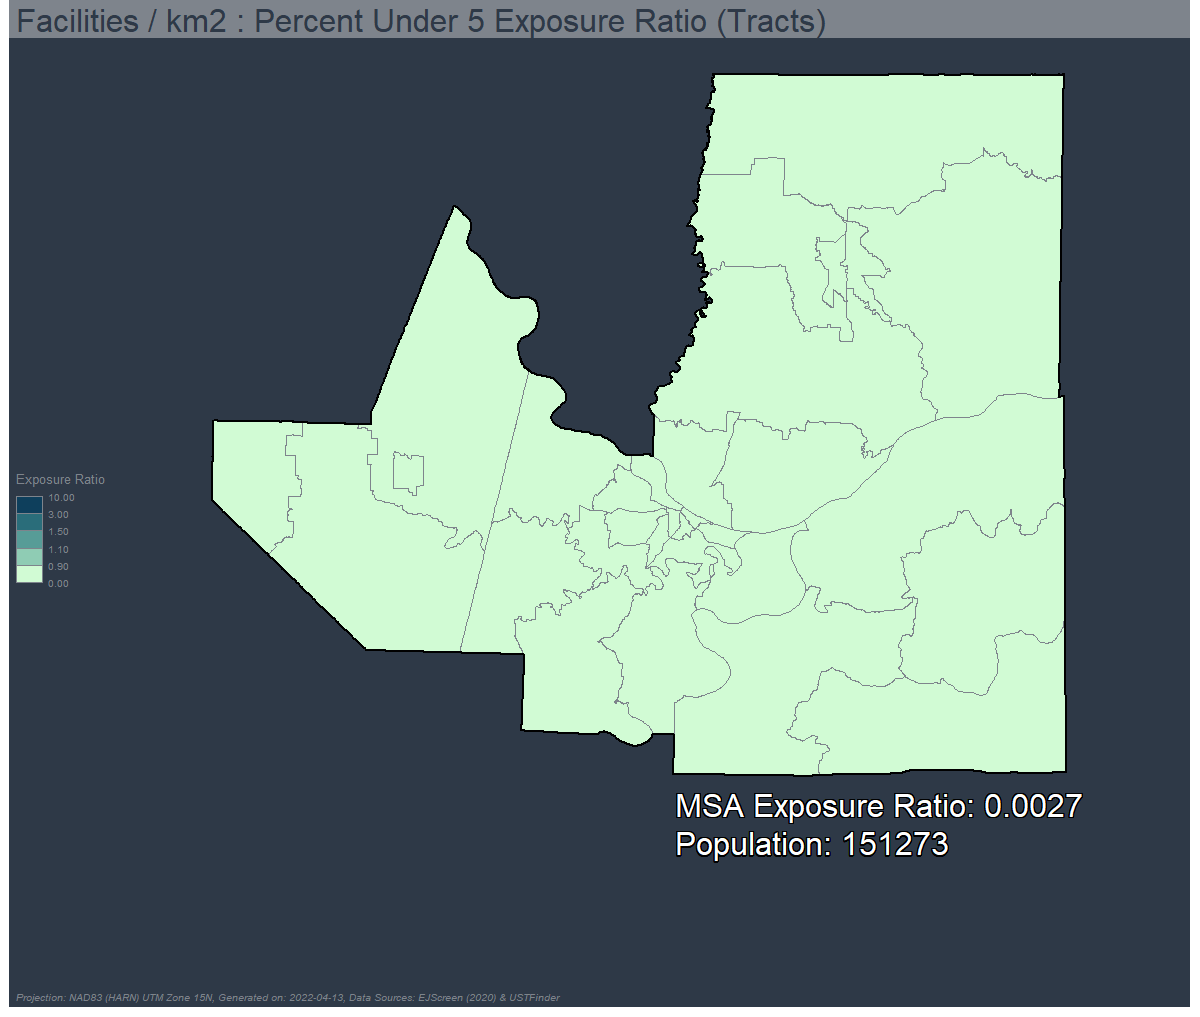 Facilities / km2 : Percent Under 5 Exposure Ratio (Tracts)
Exposure Ratio
10.00
3.00
1.50
1.10
0.90
0.00
MSA Exposure Ratio: 0.0027
Population: 151273
Projection: NAD83 (HARN) UTM Zone 15N, Generated on: 2022-04-13, Data Sources: EJScreen (2020) & USTFinder